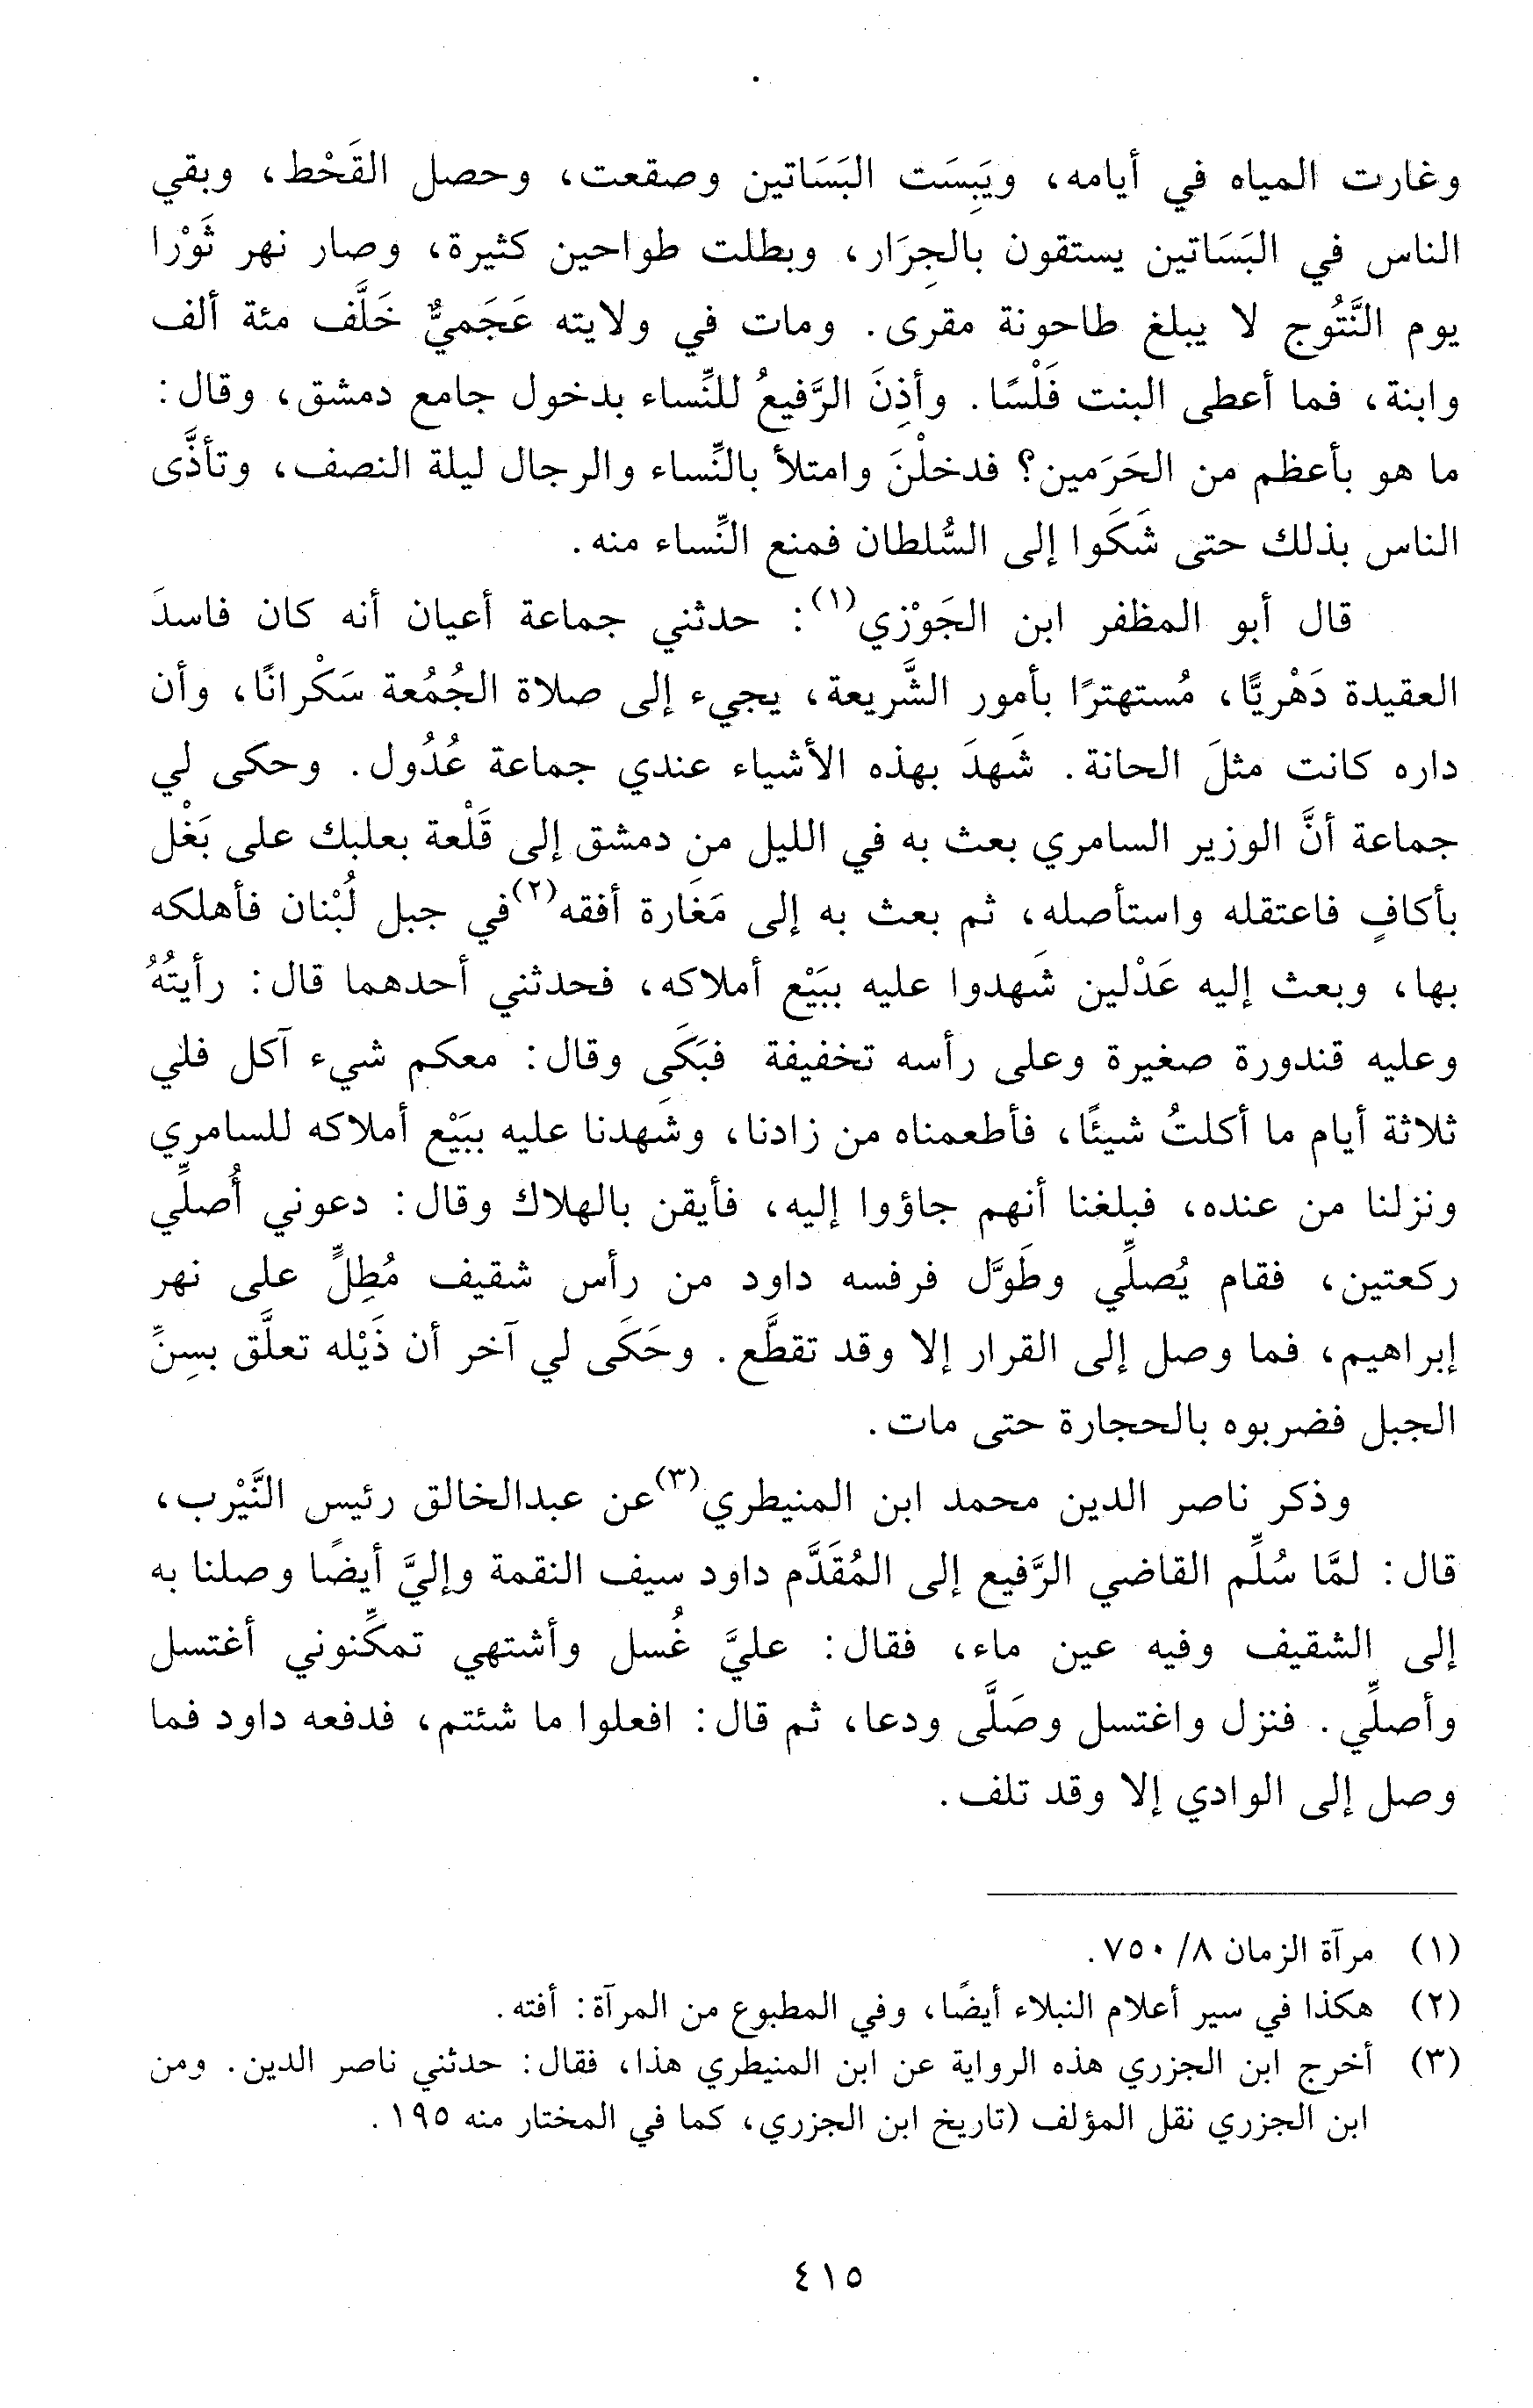 وغارت المياه في أيامه، ويَبِسَت البَسَاتين وصقعت، وحصل القَحْط، وبقي
الناس في البَسَاتين يستقون بالجِرَار، وبطلت طواحين كثيرة، وصار نهر ثَوْرا
يوم النَّتُوج لا يبلغ طاحونة مقرى. ومات في ولايته عَجَميٌّ خَلَّف مئة ألف
وابنة، فما أعطى البنت فَلْسًا. وأذِنَ الرَّفيعُ للنِّساء بدخول جامع دمشق، وقال:
ما هو بأعظم من الحَرَمين؟ فدخلْنَ وامتلأ بالنِّساء والرجال ليلة النصف، وتأذَّى
الناس بذلك حتى شَكَوا إلى السُّلطان فمنع النِّساء منه.
قال أبو المظفر ابن الجَوْزي(١): حدثني جماعة أعيان أنه كان فاسدَ
العقيدة دَهْريًّا، مُستهترًا بأمور الشَّريعة، يجيء إلى صلاة الجُمُعة سَكْرانًا، وأن
داره كانت مثلَ الحانة. شَهِدَ بهذه الأشياء عندي جماعة عُدُول. وحكى لي
جماعة أنَّ الوزير السامري بعث به في الليل من دمشق إلى قَلْعة بعلبك على بَغْل
بأكافٍ فاعتقله واستأصله، ثم بعث به إلى مَغَارة أفقه(٢) في جبل لُبْنان فأهلكه
بها، وبعث إليه عَدْلين شَهِدوا عليه ببَيْع أملاكه، فحدثني أحدهما قال: رأيتُهُ
وعليه قندورة صغيرة وعلى رأسه تخفيفة فبَكَى وقال: معكم شيء آكل فلي
ثلاثة أيام ما أكلتُ شيئًا، فأطعمناه من زادنا، وشَهِدنا عليه ببَيْع أملاكه للسامري
ونزلنا من عنده، فبلغنا أنهم جاؤوا إليه، فأيقن بالهلاك وقال: دعوني أُصلِّي
ركعتين، فقام يُصلِّي وطَوَّل فرفسه داود من رأس شقيف مُطِلٍّ على نهر
إبراهيم، فما وصل إلى القرار إلا وقد تقطَّع. وحَكَى لي آخر أن ذَيْله تعلَّق بسِنِّ
الجبل فضربوه بالحجارة حتى مات.
وذكر ناصر الدين محمد ابن المنيطري(٣) عن عبدالخالق رئيس النَّيْرب،
قال: لمَّا سُلِّم القاضي الرَّفيع إلى المُقَدَّم داود سيف النقمة وإليَّ أيضًا وصلنا به
إلى الشقيف وفيه عين ماء، فقال: عليَّ غُسل وأشتهي تمكِّنوني أغتسل
وأصلِّي. فنزل واغتسل وصَلَّى ودعا، ثم قال: افعلوا ما شئتم، فدفعه داود فما
وصل إلى الوادي إلا وقد تلف.
(١) مرآة الزمان ٨/ ٧٥٠.
(٢) هكذا في سير أعلام النبلاء أيضًا، وفي المطبوع من المرآة: أفته.
(٣) أخرج ابن الجزري هذه الرواية عن ابن المنيطري هذا، فقال: حدثني ناصر الدين. ومن
ابن الجزري نقل المؤلف (تاريخ ابن الجزري، كما في المختار منه ١٩٥.
٤١٥